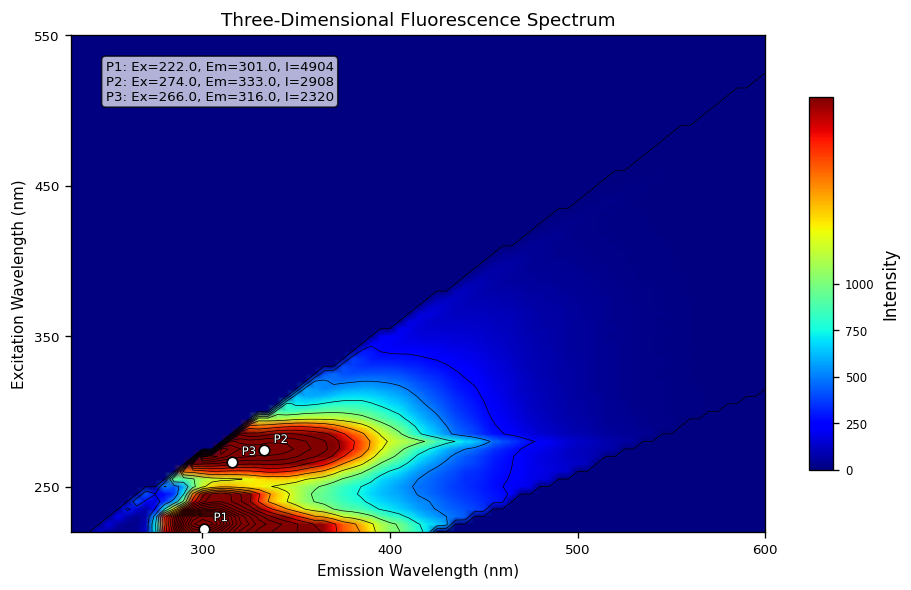 Three-Dimensional Fluorescence Spectrum
550
450
350
250
Excitation Wavelength (nm)
P1: Ex=222.0, Em=301.0, I=4904
P2: Ex=274.0, Em=333.0, I=2908
P3: Ex=266.0, Em=316.0, I=2320
P2
P3
P1
300
400
500
600
Emission Wavelength (nm)
1000
750
500
250
0
Intensity